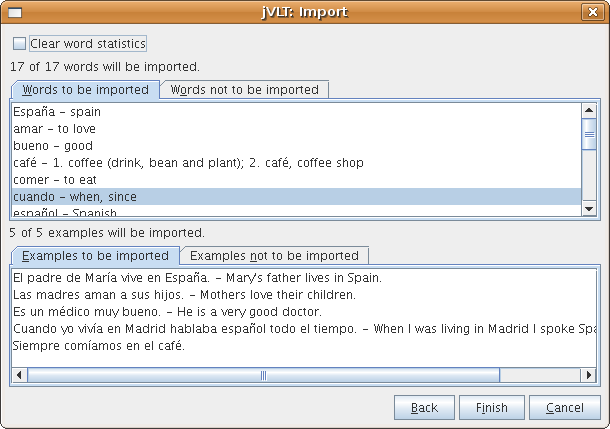 jVLT: Import
Clear word statistics
17 of 17 words will be imported.
Words to be imported
Words not to be imported
España – spain
amar – to love
bueno – good
café – 1. coffee (drink, bean and plant); 2. café, coffee shop
comer – to eat
cuando – when, since
español – Spanish
5 of 5 examples will be imported.
Examples to be imported
Examples not to be imported
El padre de María vive en España. – Mary's father lives in Spain.
Las madres aman a sus hijos. – Mothers love their children.
Es un médico muy bueno. – He is a very good doctor.
Cuando yo vivía en Madrid hablaba español todo el tiempo. – When I was living in Madrid I spoke Spa
Siempre comíamos en el café.
Back
Finish
Cancel